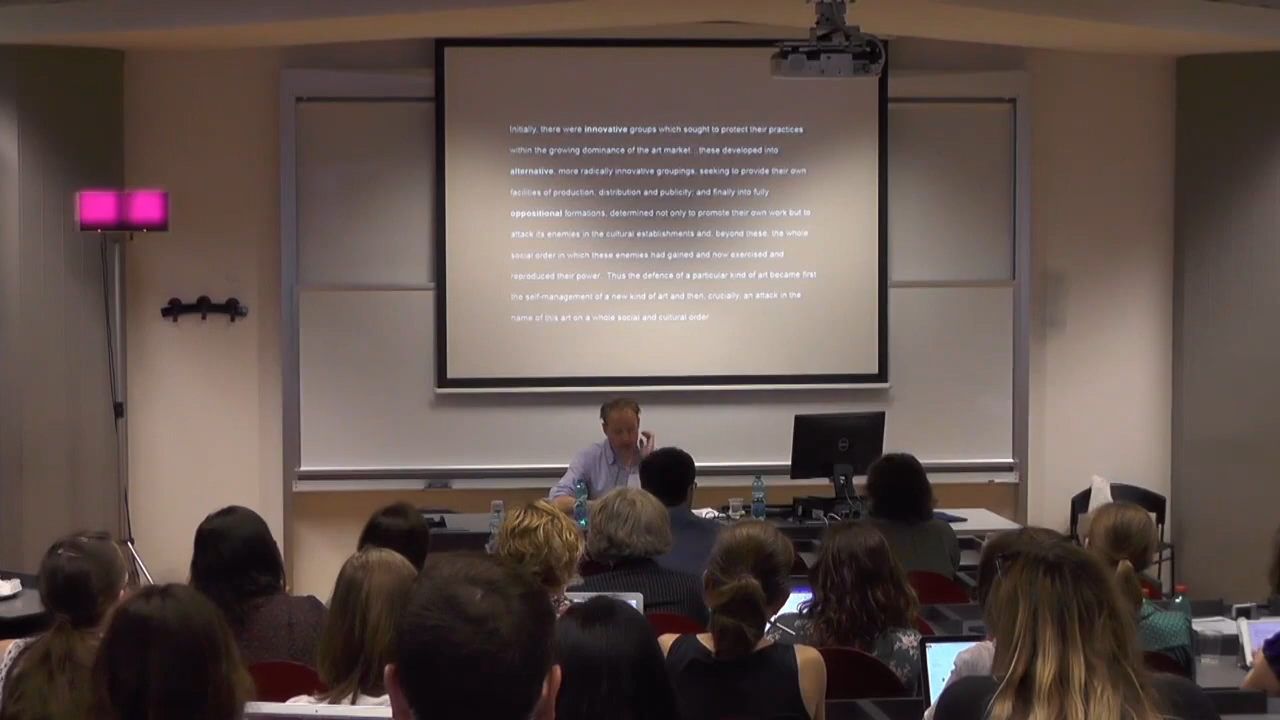 Initially, there were innovative groups which sought to protect their practices
within the growing dominance of the art market...these developed into
alternative, more radically innovative groupings, seeking to provide their own
facilities of production, distribution and publicity; and finally into fully
oppositional formations, determined not only to promote their own work but to
attack its enemies in the cultural establishments and, beyond these, the whole
social order in which these enemies had gained and now exercised and
reproduced their power. Thus the defence of a particular kind of art became first
the self-management of a new kind of art and then, crucially, an attack in the
name of this art on a whole social and cultural order
DELL